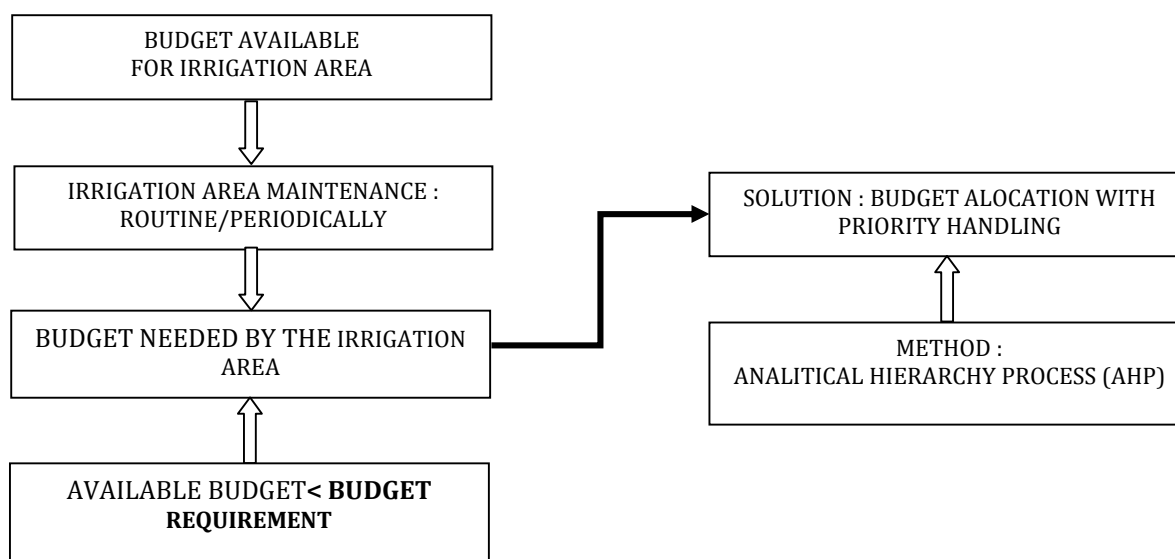 BUDGET AVAILABLE
FOR IRRIGATION AREA
IRRIGATION AREA MAINTENANCE :
ROUTINE/PERIODICALLY
BUDGET NEEDED BY THE IRRIGATION
AREA
AVAILABLE BUDGET< BUDGET
REQUIREMENT
SOLUTION : BUDGET ALOCATION WITH
PRIORITY HANDLING
METHOD :
ANALITICAL HIERARCHY PROCESS (AHP)